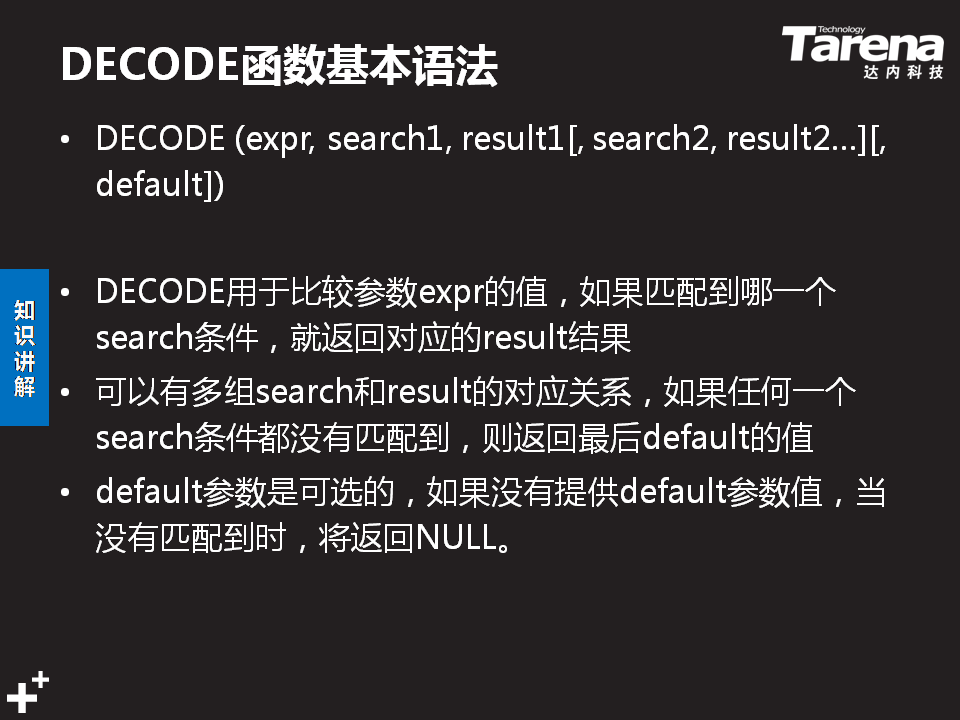 DECODE函数基本语法
Technology
Tarena
达内科技
• DECODE (expr, search1, result1[, search2, result2…][,
default])
• DECODE用于比较参数expr的值，如果匹配到哪一个
search条件，就返回对应的result结果
• 可以有多组search和result的对应关系，如果任何一个
search条件都没有匹配到，则返回最后default的值
• default参数是可选的，如果没有提供default参数值，当
没有匹配到时，将返回NULL。
知
识
讲
解